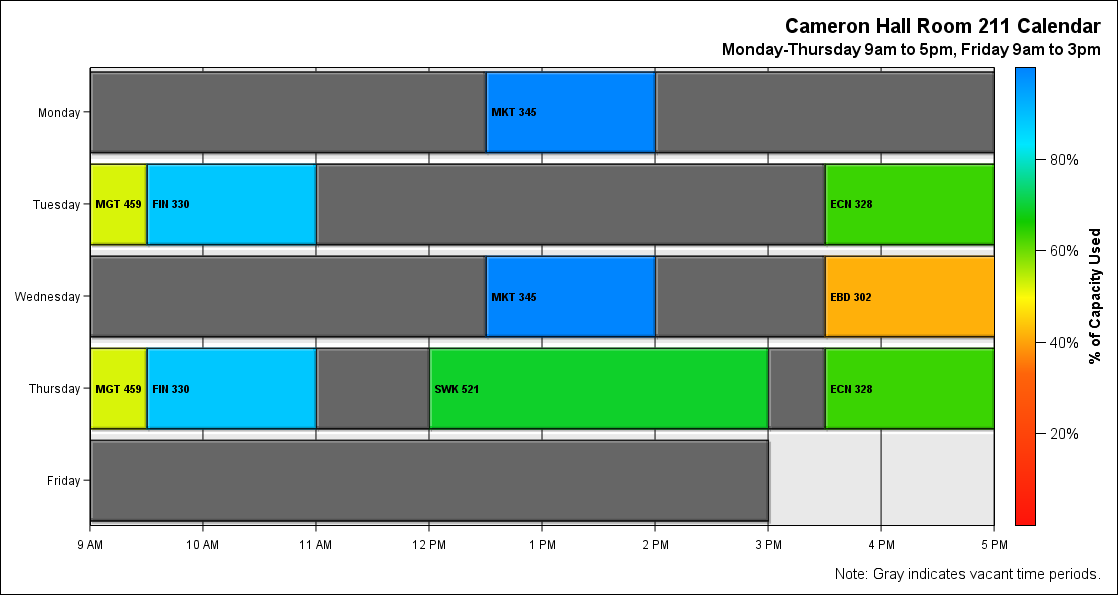 Cameron Hall Room 211 Calendar
Monday-Thursday 9am to 5pm, Friday 9am to 3pm
Monday
MKT 345
Tuesday
MGT 459
FIN 330
ECN 328
Wednesday
MKT 345
EBD 302
Thursday
MGT 459
FIN 330
SWK 521
ECN 328
Friday
9 AM
10 AM
11 AM
12 PM
1 PM
2 PM
3 PM
4 PM
5 PM
80%
60%
40%
20%
% of Capacity Used
Note: Gray indicates vacant time periods.